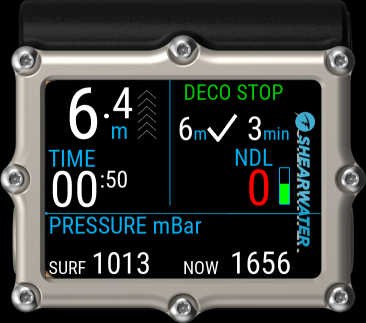 6.4
m
DECO STOP
6m 3min
TIME
00:50
NDL
0
SHEARWATER
PRESSURE mBar
SURF 1013 NOW 1656